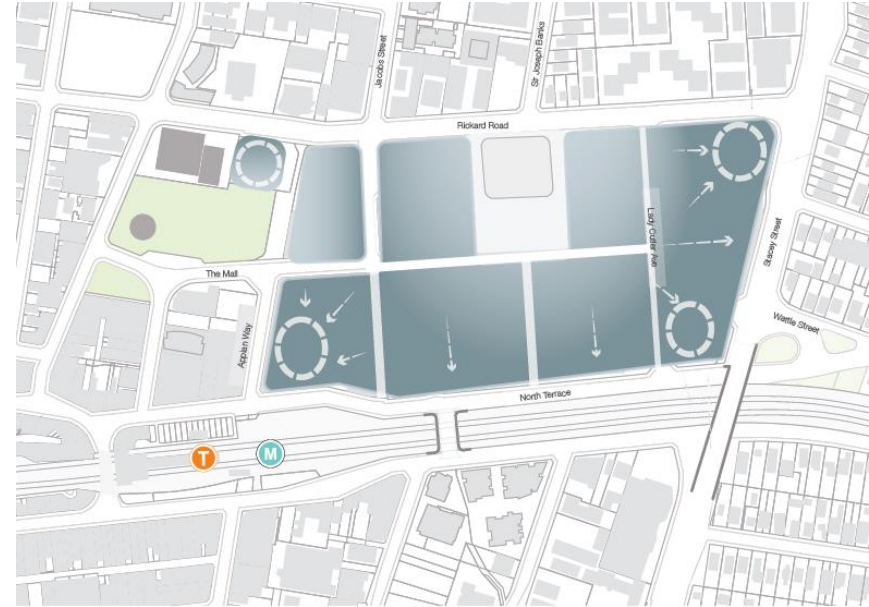 Jacobs Street
Sir Joseph Banks
Rickard Road
Lady Cutler Ave
Stacey Street
The Mall
Wattle Street
Appian Way
North Terrace
T
M